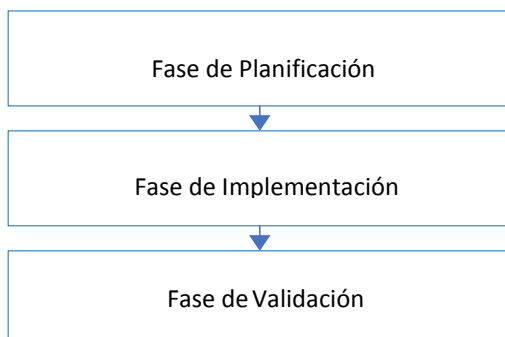 Fase de Planificación
Fase de Implementación
Fase de Validación